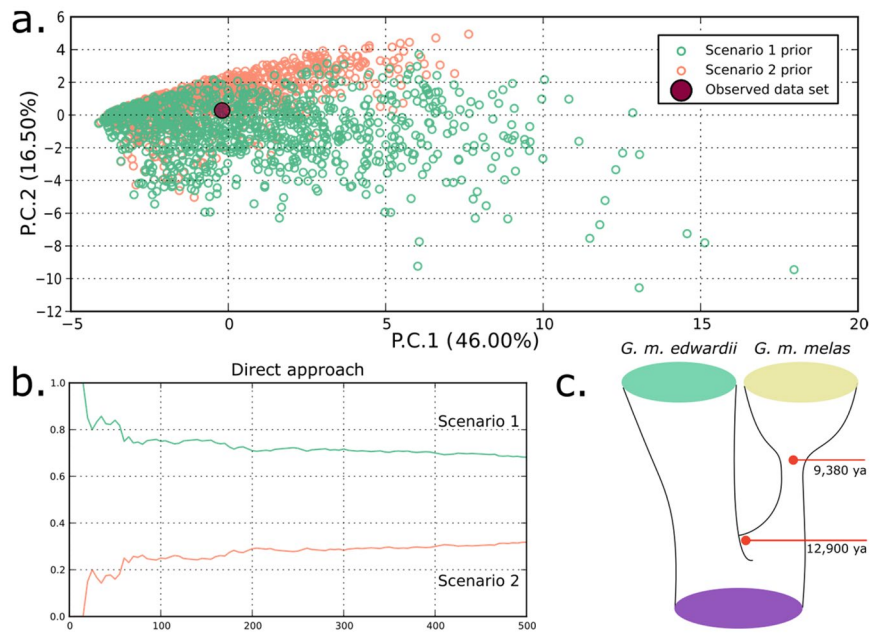 a.
6
4
2
0
−2
−4
−6
−8
−10
−12
P.C.2 (16.50%)
Scenario 1 prior
Scenario 2 prior
Observed data set
−5
0
5
10
15
20
P.C.1 (46.00%)
b.
Direct approach
1.0
0.8
0.6
0.4
0.2
0.0
Scenario 1
Scenario 2
0
100
200
300
400
500
c.
G. m. edwardii
G. m. melas
9,380 ya
12,900 ya